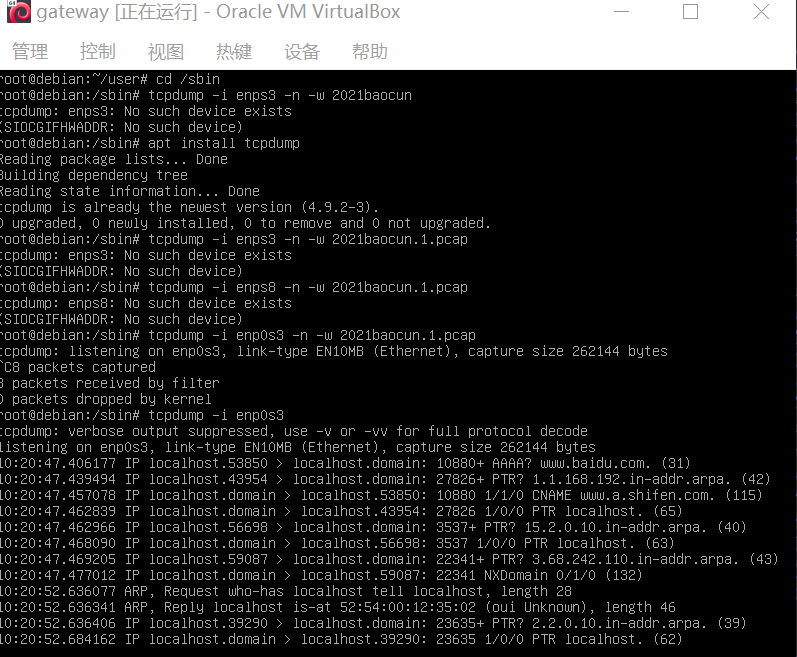 64
gateway [正在运行] - Oracle VM VirtualBox
管理 控制 视图 热键 设备 帮助
root@debian:~/user# cd /sbin
root@debian:/sbin# tcpdump -i enps3 -n -w 2021baocun
tcpdump: enps3: No such device exists
(SIOCGIFHWADDR: No such device)
root@debian:/sbin# apt install tcpdump
Reading package lists... Done
Building dependency tree
Reading state information... Done
tcpdump is already the newest version (4.9.2-3).
0 upgraded, 0 newly installed, 0 to remove and 0 not upgraded.
root@debian:/sbin# tcpdump -i enps3 -n -w 2021baocun.1.pcap
tcpdump: enps3: No such device exists
(SIOCGIFHWADDR: No such device)
root@debian:/sbin# tcpdump -i enps8 -n -w 2021baocun.1.pcap
tcpdump: enps8: No such device exists
(SIOCGIFHWADDR: No such device)
root@debian:/sbin# tcpdump -i enp0s3 -n -w 2021baocun.1.pcap
tcpdump: listening on enp0s3, link-type EN10MB (Ethernet), capture size 262144 bytes
^C8 packets captured
8 packets received by filter
0 packets dropped by kernel
root@debian:/sbin# tcpdump -i enp0s3
tcpdump: verbose output suppressed, use -v or -vv for full protocol decode
listening on enp0s3, link-type EN10MB (Ethernet), capture size 262144 bytes
10:20:47.406177 IP localhost.53850 > localhost.domain: 10880+ AAAA? www.baidu.com. (31)
10:20:47.439494 IP localhost.43954 > localhost.domain: 27826+ PTR? 1.1.168.192.in-addr.arpa. (42)
10:20:47.457078 IP localhost.domain > localhost.53850: 10880 1/1/0 CNAME www.a.shifen.com. (115)
10:20:47.462839 IP localhost.domain > localhost.43954: 27826 1/0/0 PTR localhost. (65)
10:20:47.462966 IP localhost.56698 > localhost.domain: 3537+ PTR? 15.2.0.10.in-addr.arpa. (40)
10:20:47.468090 IP localhost.domain > localhost.56698: 3537 1/0/0 PTR localhost. (63)
10:20:47.469205 IP localhost.59087 > localhost.domain: 22341+ PTR? 3.68.242.110.in-addr.arpa. (43)
10:20:47.477012 IP localhost.domain > localhost.59087: 22341 NXDomain 0/1/0 (132)
10:20:52.636077 ARP, Request who-has localhost tell localhost, length 28
10:20:52.636341 ARP, Reply localhost is-at 52:54:00:12:35:02 (oui Unknown), length 46
10:20:52.636406 IP localhost.39290 > localhost.domain: 23635+ PTR? 2.2.0.10.in-addr.arpa. (39)
10:20:52.684162 IP localhost.domain > localhost.39290: 23635 1/0/0 PTR localhost. (62)